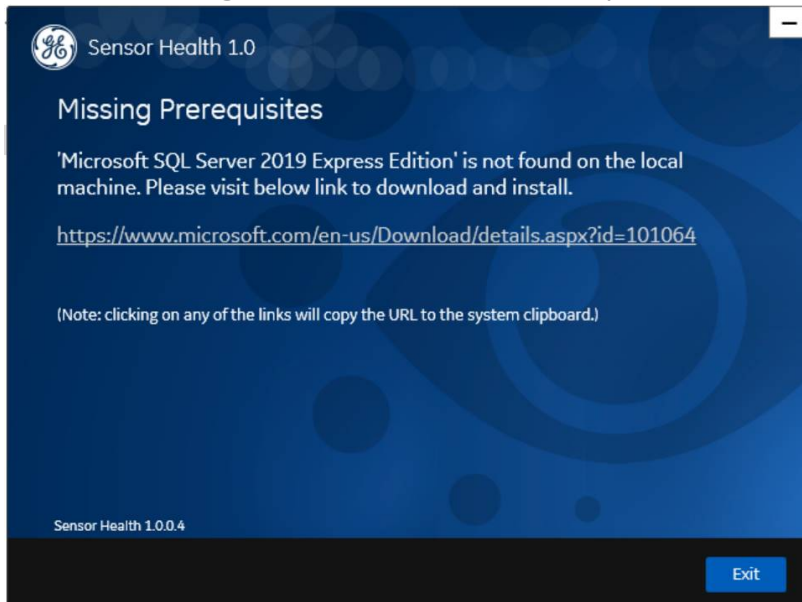 Sensor Health 1.0
Missing Prerequisites
'Microsoft SQL Server 2019 Express Edition' is not found on the local
machine. Please visit below link to download and install.
https://www.microsoft.com/en-us/Download/details.aspx?id=101064
(Note: clicking on any of the links will copy the URL to the system clipboard.)
Sensor Health 1.0.0.4
Exit